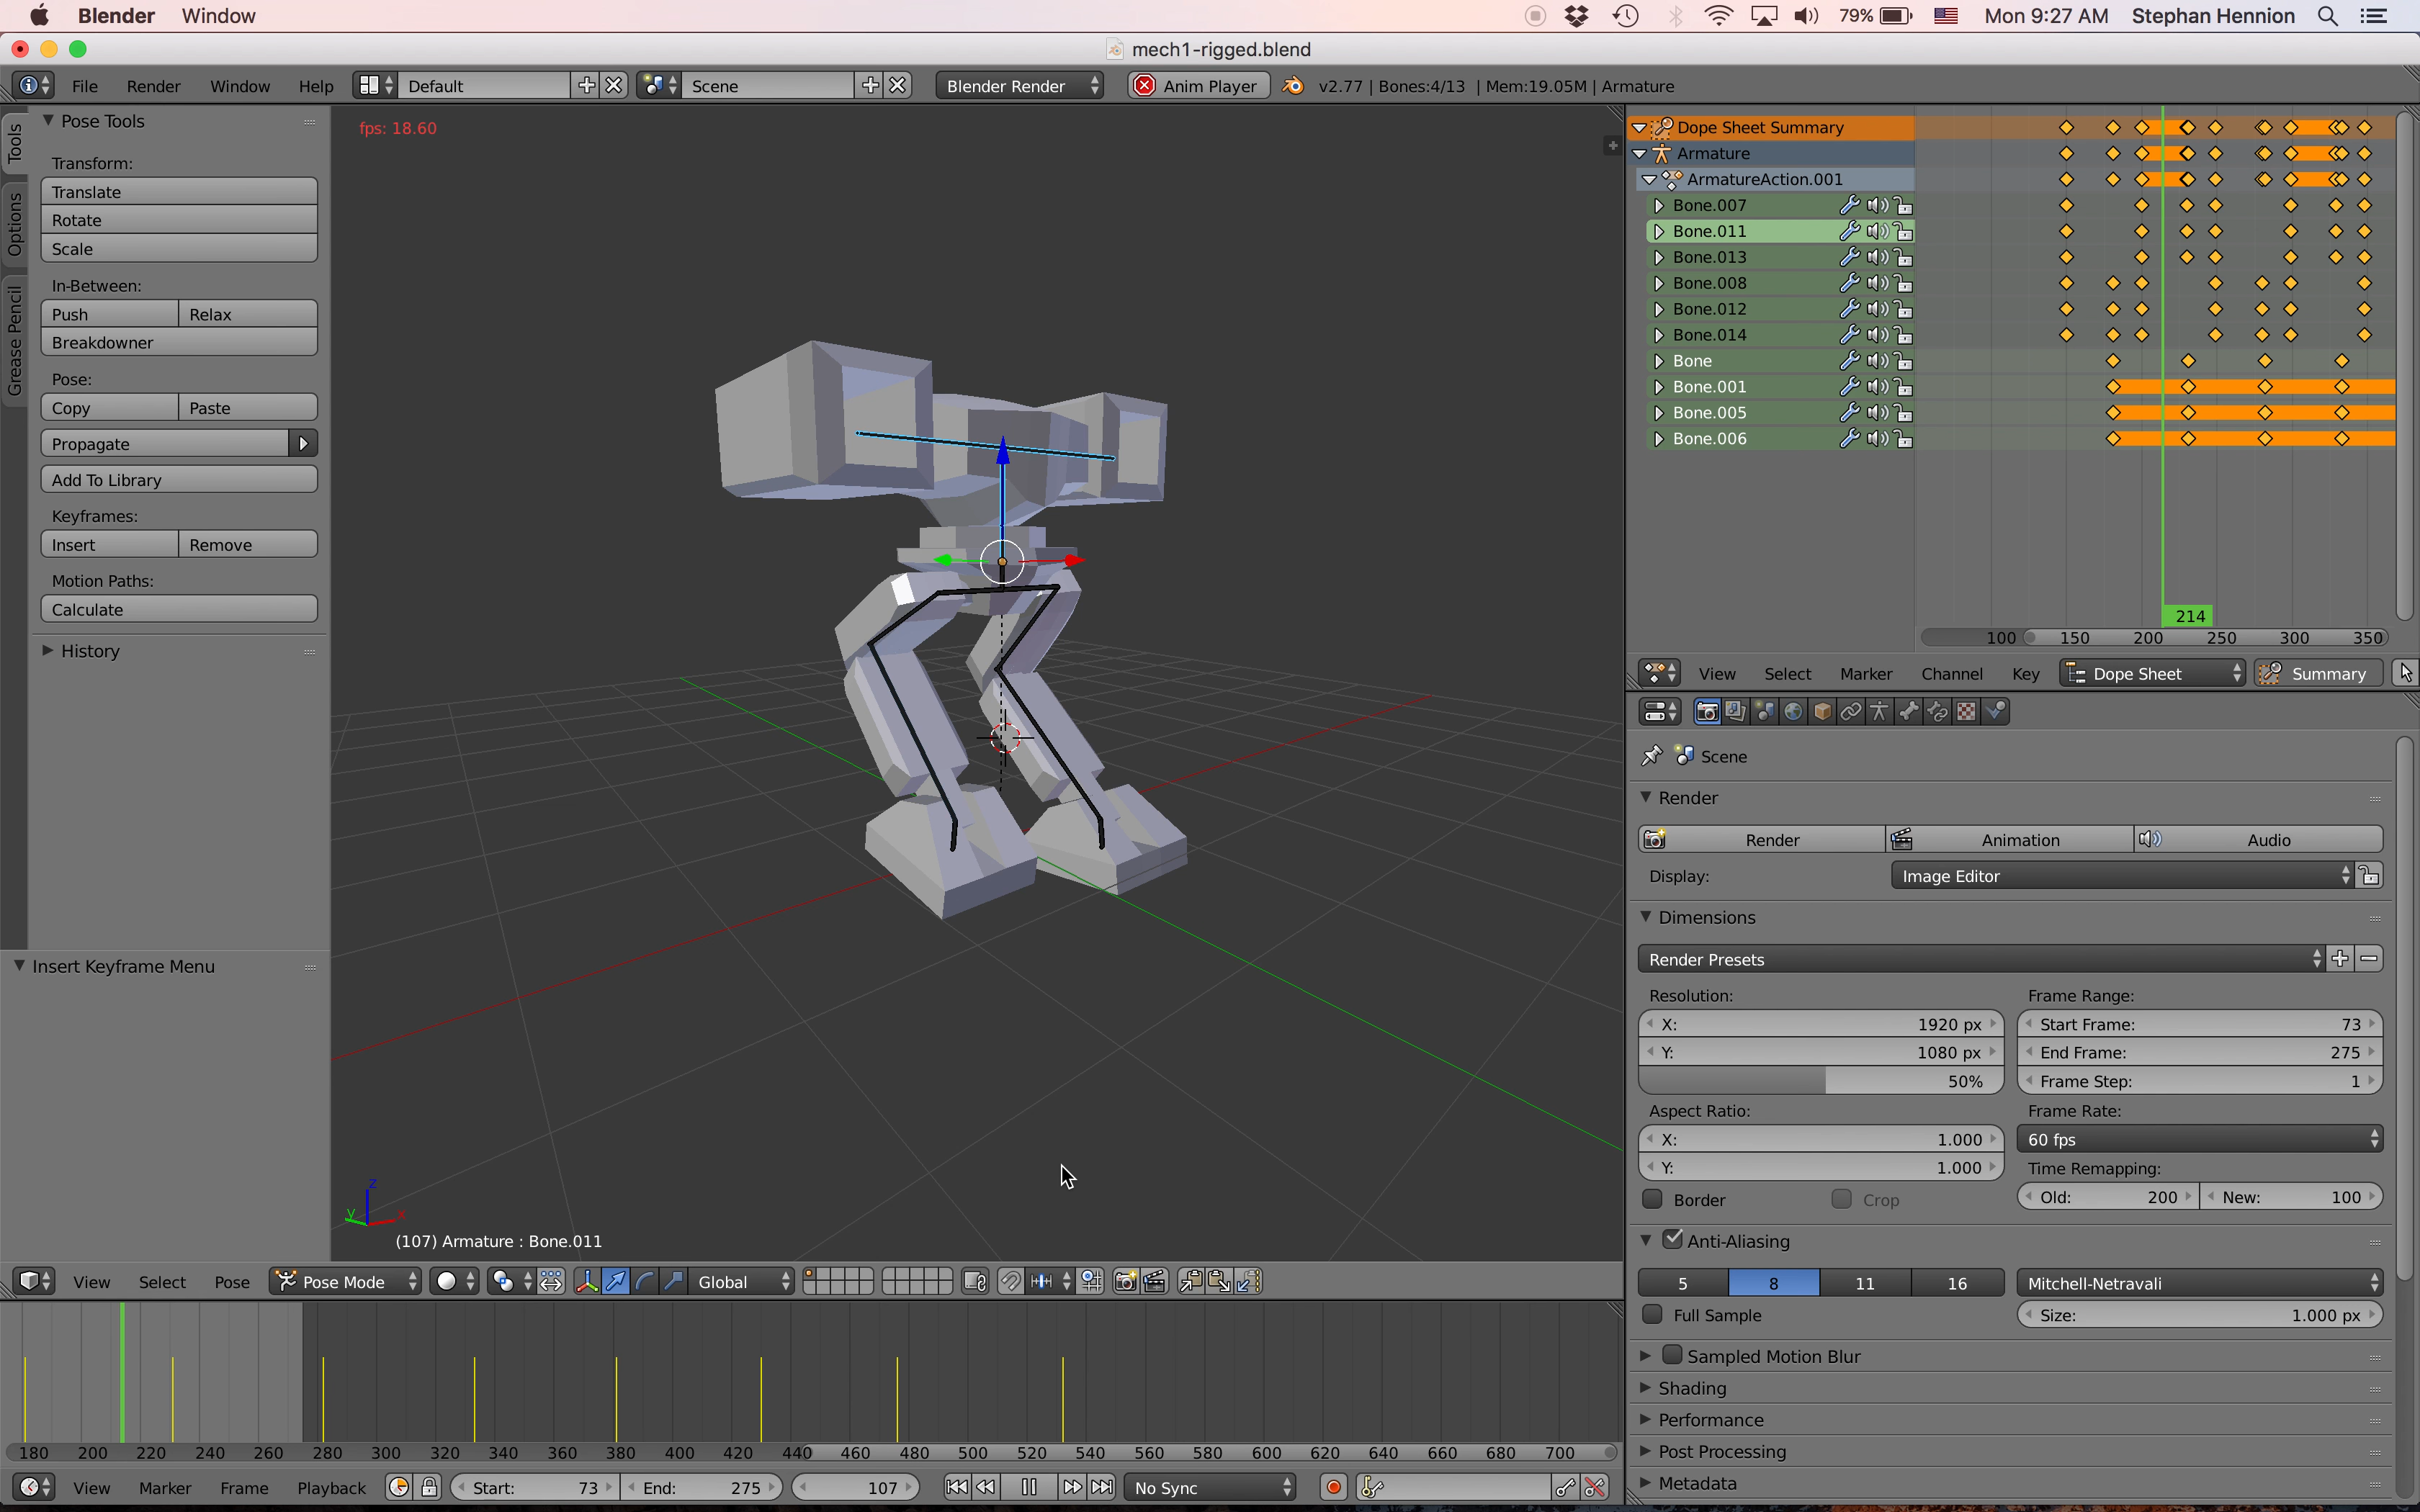 Blender Window 79% Mon 9:27 AM Stephan Hennion
mech1-rigged.blend
File Render Window Help Default Scene Blender Render Anim Player v2.77 | Bones:4/13 | Mem:19.05M | Armature
Tools
Options
Grease Pencil
Pose Tools
Transform:
Translate
Rotate
Scale
In-Between:
Push Relax
Breakdowner
Pose:
Copy Paste
Propagate
Add To Library
Keyframes:
Insert Remove
Motion Paths:
Calculate
History
Insert Keyframe Menu
fps: 18.60
z
y x
(107) Armature : Bone.011
View Select Pose Pose Mode Global
180 200 220 240 260 280 300 320 340 360 380 400 420 440 460 480 500 520 540 560 580 600 620 640 660 680 700
View Marker Frame Playback Start: 73 End: 275 107 No Sync
Dope Sheet Summary
Armature
ArmatureAction.001
Bone.007
Bone.011
Bone.013
Bone.008
Bone.012
Bone.014
Bone
Bone.001
Bone.005
Bone.006
214
100 150 200 250 300 350
View Select Marker Channel Key Dope Sheet Summary
Scene
Render
Render Animation Audio
Display: Image Editor
Dimensions
Render Presets
Resolution: Frame Range:
X: 1920 px Start Frame: 73
Y: 1080 px End Frame: 275
50% Frame Step: 1
Aspect Ratio: Frame Rate:
X: 1.000 60 fps
Y: 1.000 Time Remapping:
Border Crop Old: 200 New: 100
Anti-Aliasing
5 8 11 16 Mitchell-Netravali
Full Sample Size: 1.000 px
Sampled Motion Blur
Shading
Performance
Post Processing
Metadata